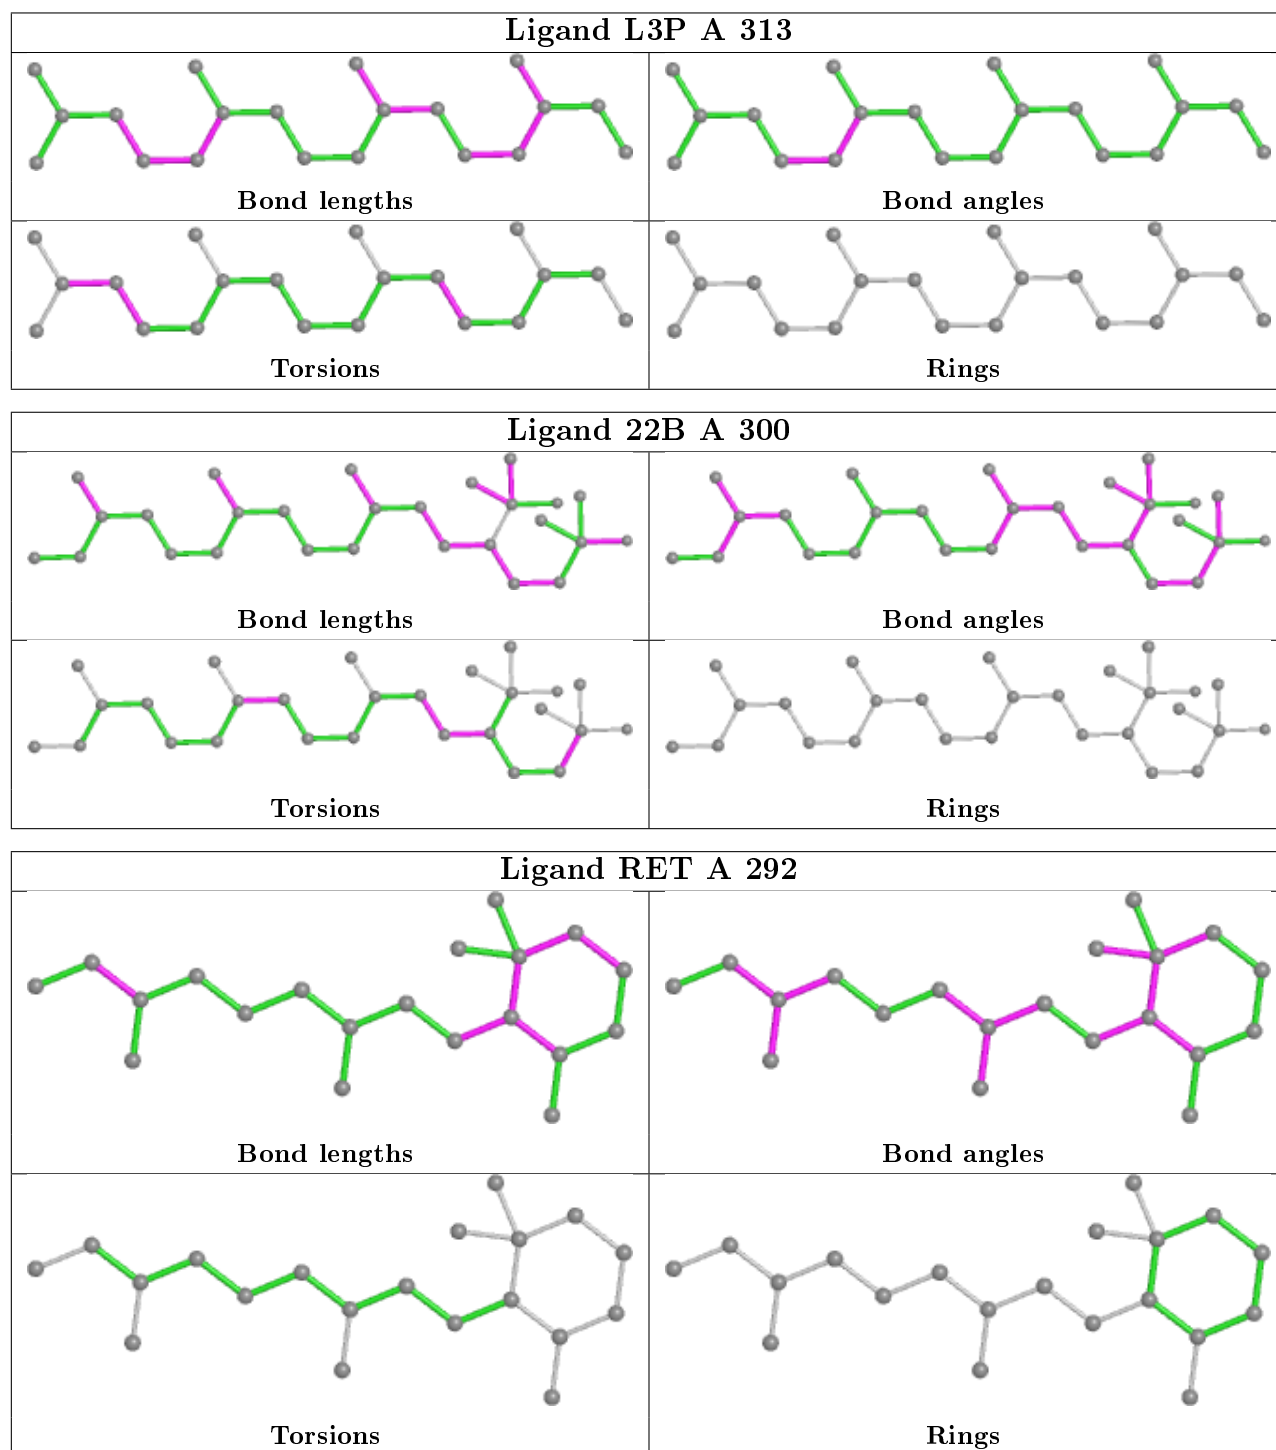 Ligand L3P A 313
Bond lengths
Bond angles
Torsions
Rings
Ligand 22B A 300
Bond lengths
Bond angles
Torsions
Rings
Ligand RET A 292
Bond lengths
Bond angles
Torsions
Rings